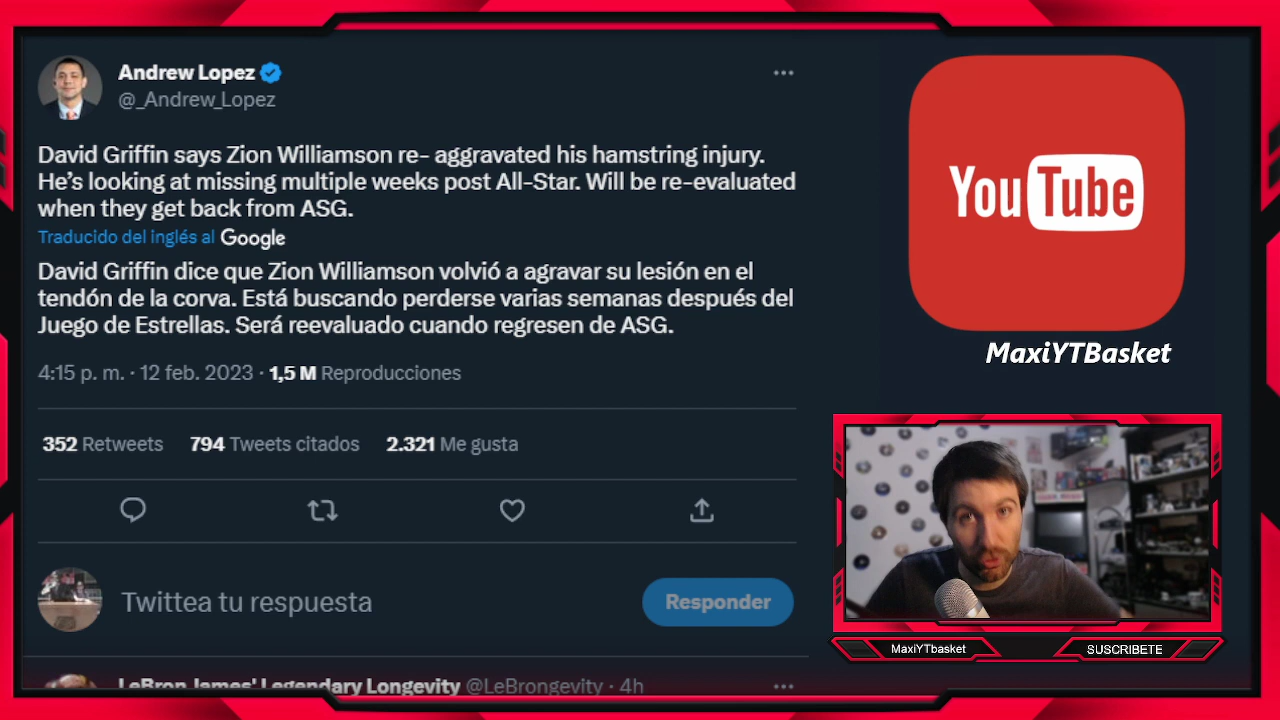 Andrew Lopez
@_Andrew_Lopez
David Griffin says Zion Williamson re- aggravated his hamstring injury.
He's looking at missing multiple weeks post All-Star. Will be re-evaluated
when they get back from ASG.
Traducido del inglés al Google
David Griffin dice que Zion Williamson volvió a agravar su lesión en el
tendón de la corva. Está buscando perderse varias semanas después del
Juego de Estrellas. Será reevaluado cuando regresen de ASG.
4:15 p. m. · 12 feb. 2023 · 1,5 M Reproducciones
352 Retweets 794 Tweets citados 2.321 Me gusta
Twittea tu respuesta
Responder
LeBron James' Legendary Longevity @LeBrongevity · 4h
YouTube
MaxiYTBasket
MaxiYTbasket
SUSCRIBETE